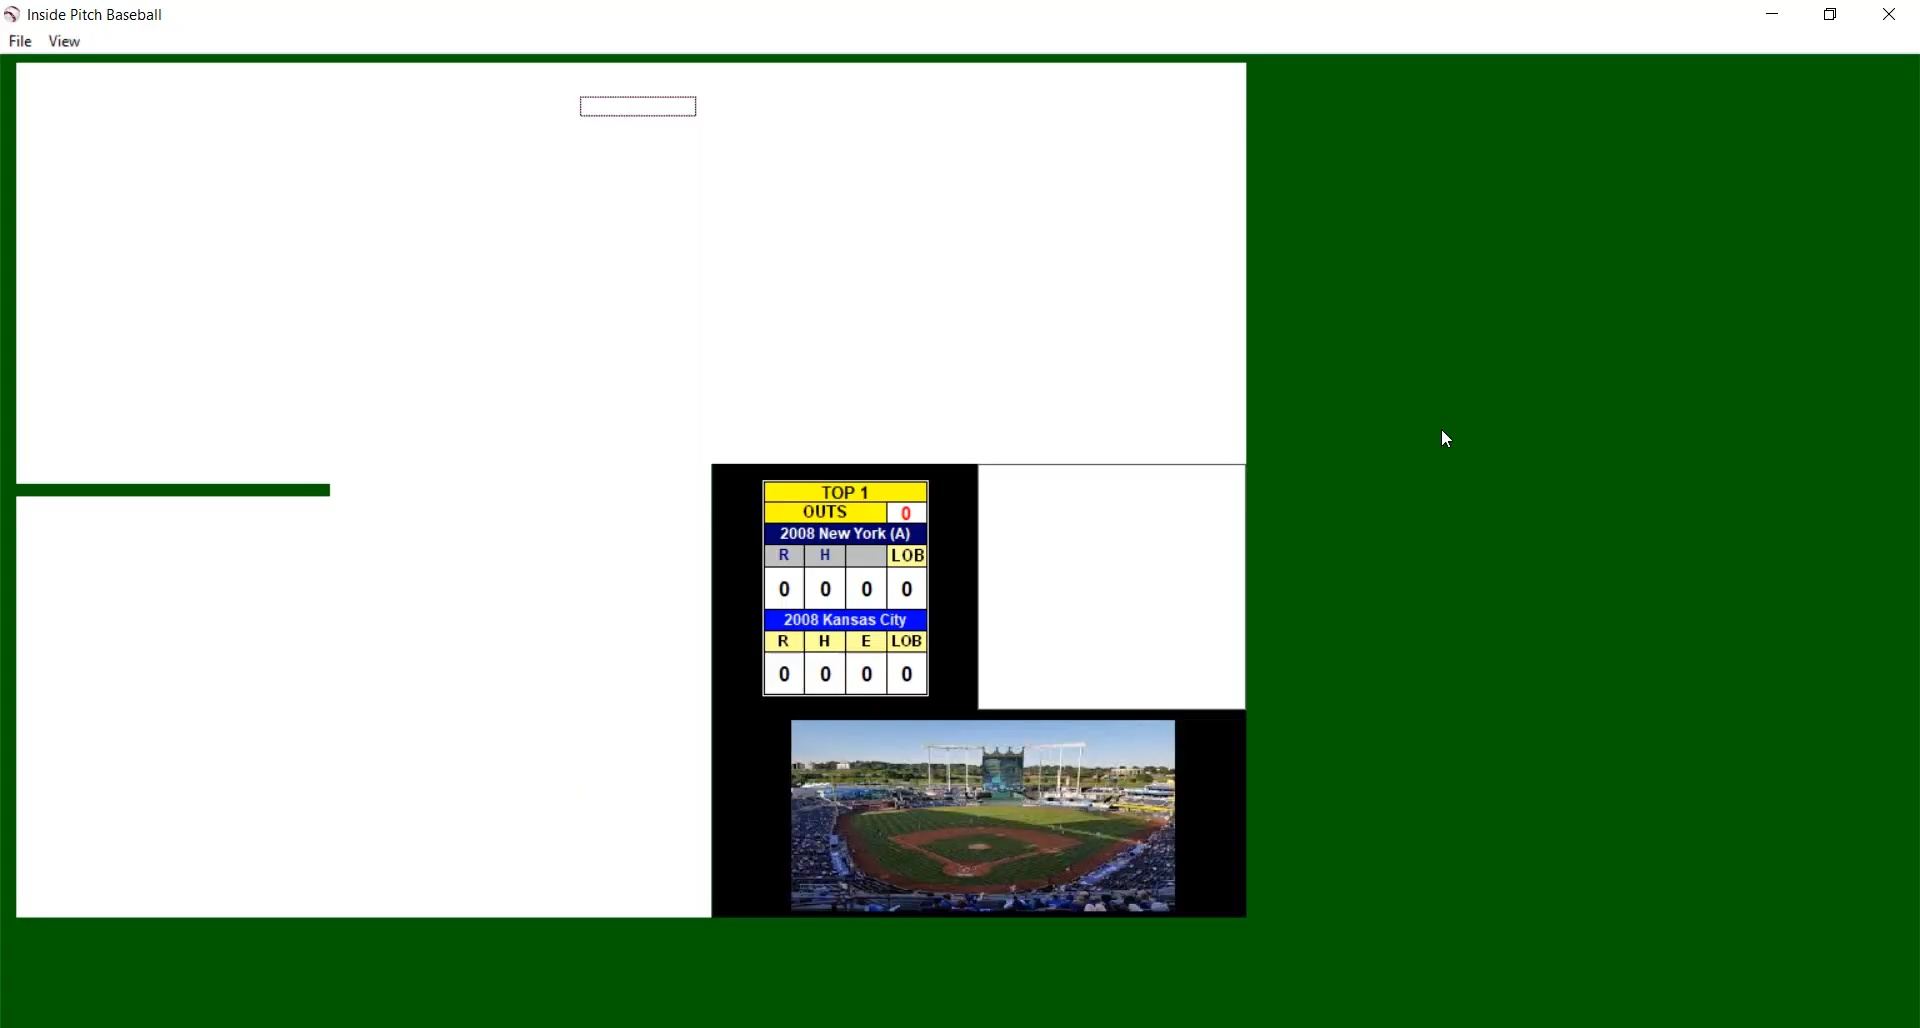 Inside Pitch Baseball
File View
TOP 1
OUTS 0
2008 New York (A)
R H LOB
0 0 0 0
2008 Kansas City
R H E LOB
0 0 0 0